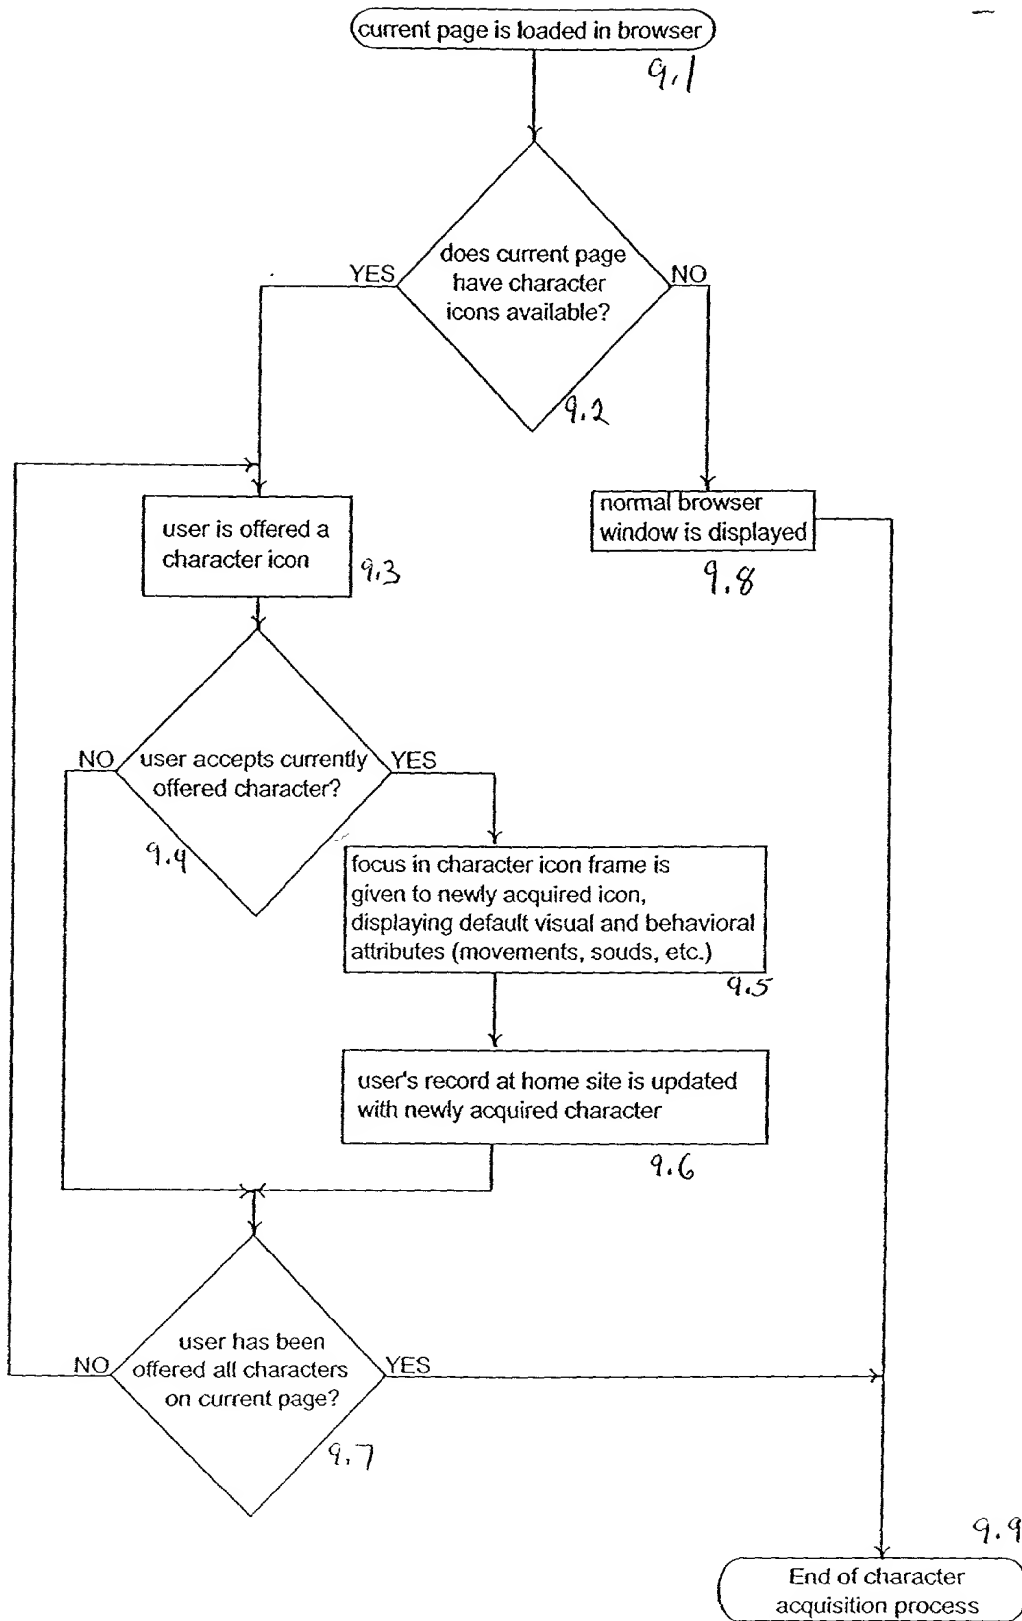 current page is loaded in browser
9.1
does current page
have character
icons available?
YES
NO
9.2
user is offered a
character icon
9.3
normal browser
window is displayed
9.8
user accepts currently
offered character?
NO
YES
9.4
focus in character icon frame is
given to newly acquired icon,
displaying default visual and behavioral
attributes (movements, souds, etc.)
9.5
user's record at home site is updated
with newly acquired character
9.6
user has been
offered all characters
on current page?
NO
YES
9.7
9.9
End of character
acquisition process